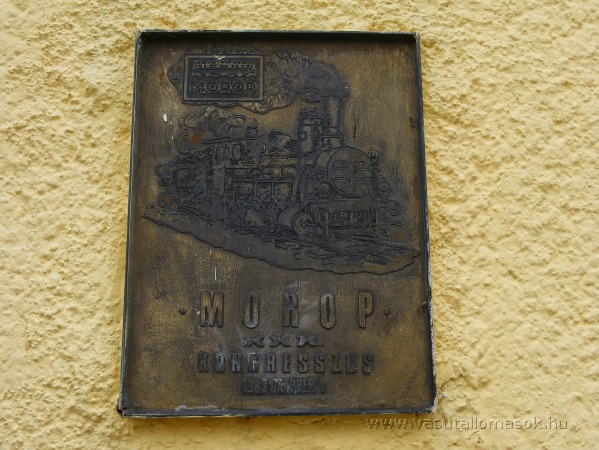 MOROP
· MOROP ·
XXX.
KONGRESSZUS
www.vasutallomasok.hu